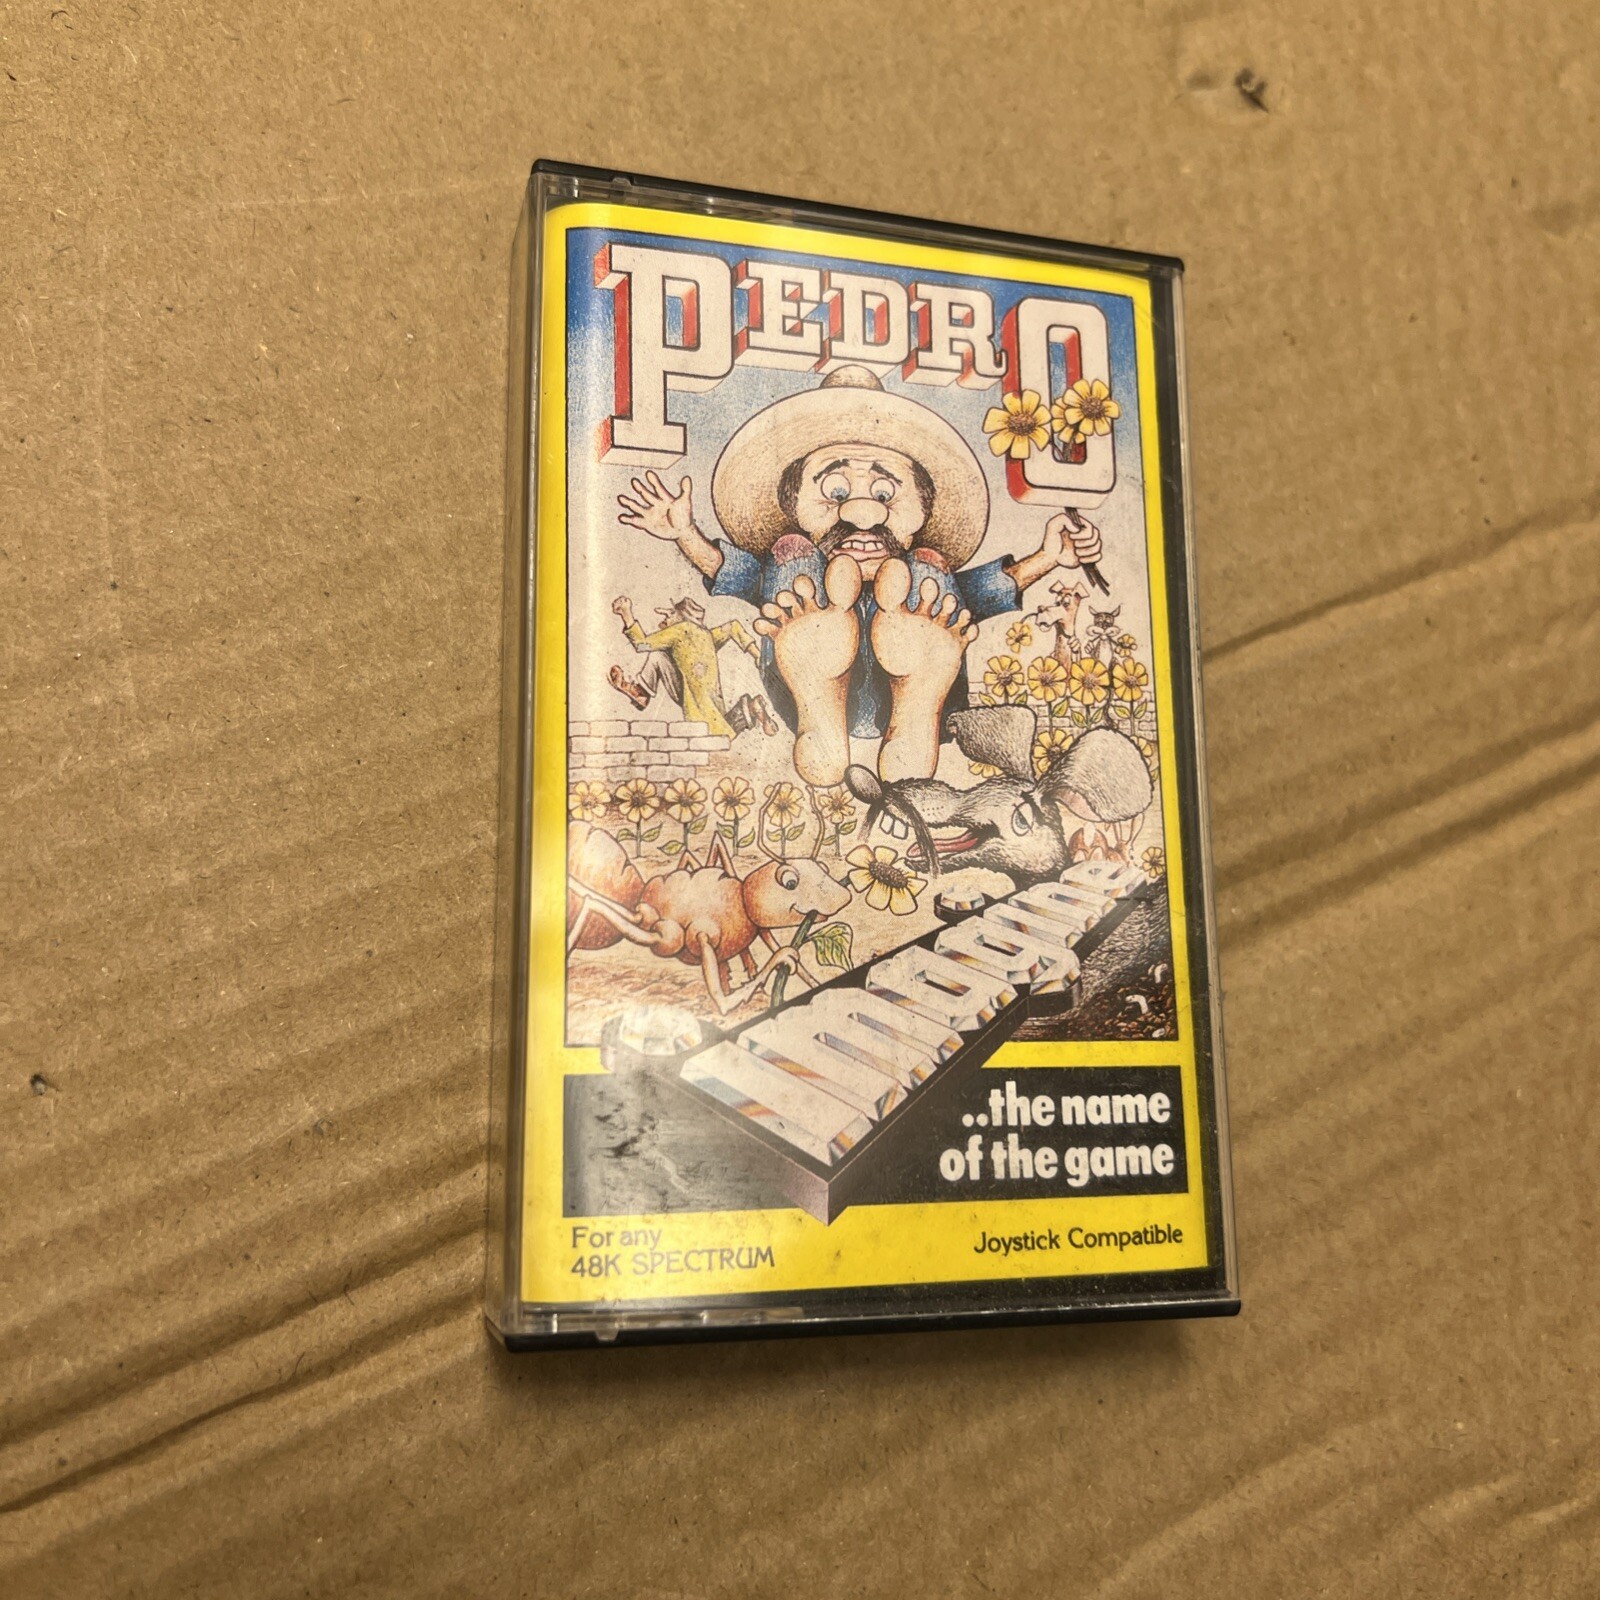 PEDRO
Imagine
..the name
of the game
For any
48K SPECTRUM
Joystick Compatible